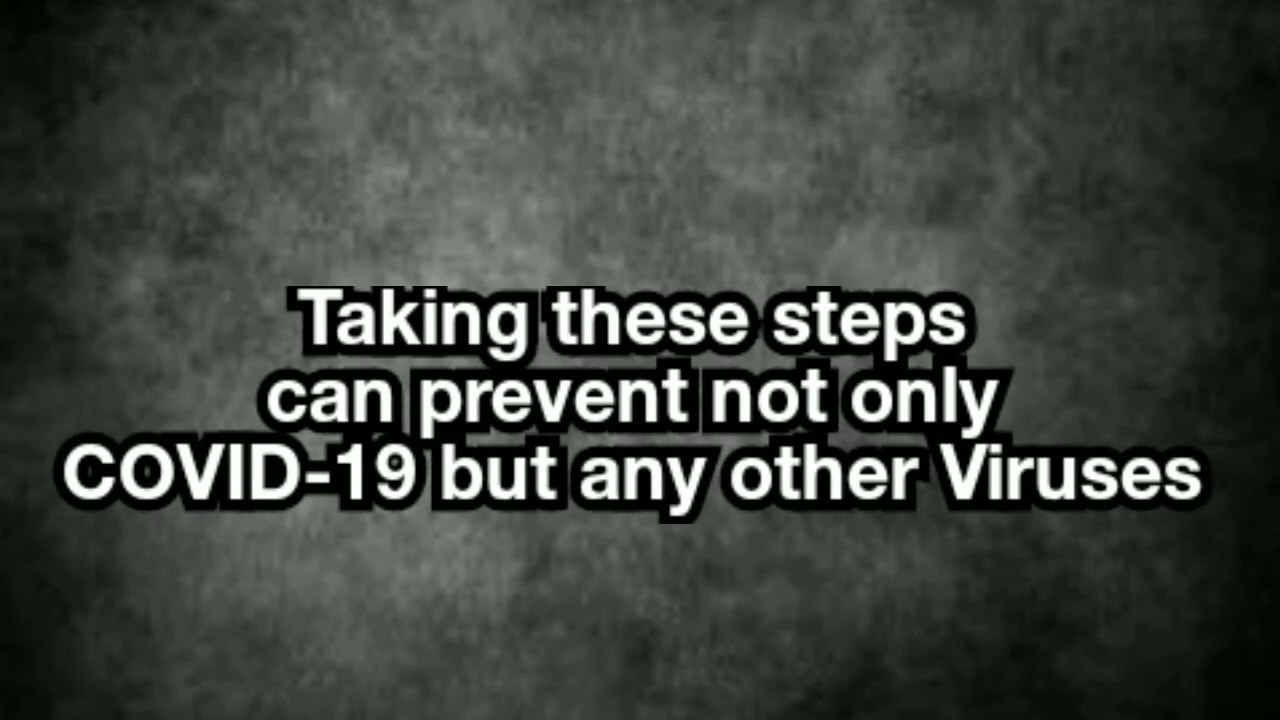 Taking these steps
can prevent not only
COVID-19 but any other Viruses